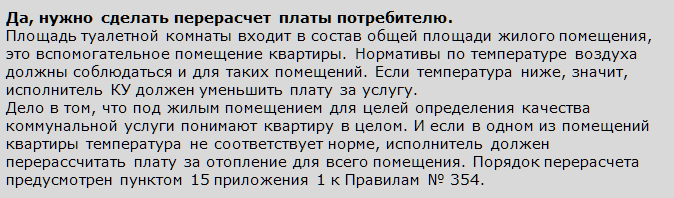 Да, нужно сделать перерасчет платы потребителю.
Площадь туалетной комнаты входит в состав общей площади жилого помещения,
это вспомогательное помещение квартиры. Нормативы по температуре воздуха
должны соблюдаться и для таких помещений. Если температура ниже, значит,
исполнитель КУ должен уменьшить плату за услугу.
Дело в том, что под жилым помещением для целей определения качества
коммунальной услуги понимают квартиру в целом. И если в одном из помещений
квартиры температура не соответствует норме, исполнитель должен
перерассчитать плату за отопление для всего помещения. Порядок перерасчета
предусмотрен пунктом 15 приложения 1 к Правилам № 354.